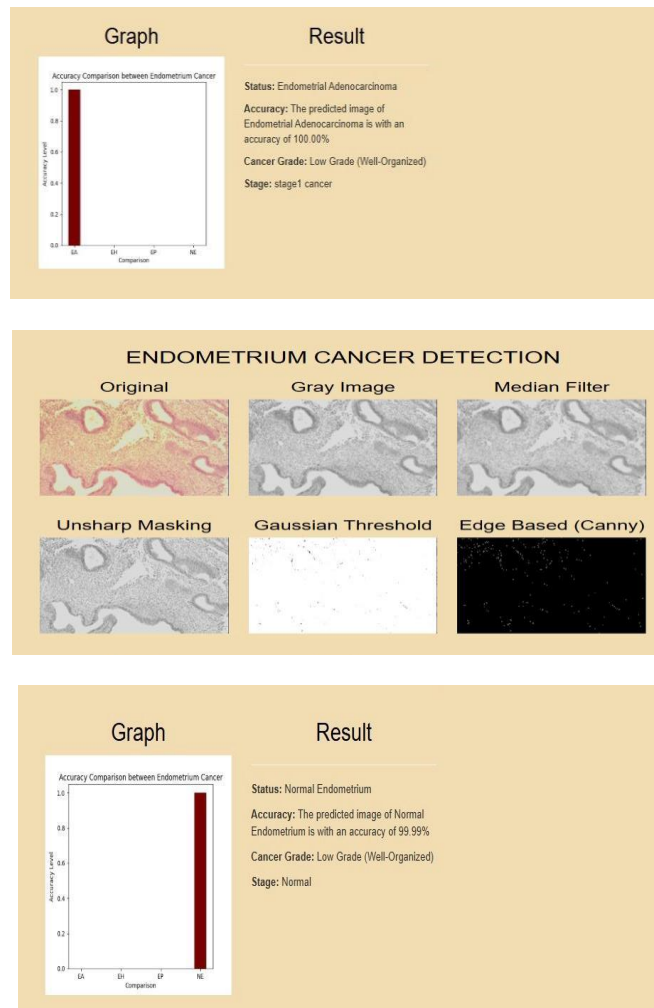 Graph
Result
Accuracy Comparison between Endometrium Cancer
1.0
0.8
0.6
0.4
0.2
0.0
Accuracy Level
EA EH EP NE
Comparison
Status: Endometrial Adenocarcinoma
Accuracy: The predicted image of
Endometrial Adenocarcinoma is with an
accuracy of 100.00%
Cancer Grade: Low Grade (Well-Organized)
Stage: stage1 cancer
ENDOMETRIUM CANCER DETECTION
Original Gray Image Median Filter
Unsharp Masking Gaussian Threshold Edge Based (Canny)
Graph
Result
Accuracy Comparison between Endometrium Cancer
1.0
0.8
0.6
0.4
0.2
0.0
Accuracy Level
EA EH EP NE
Comparison
Status: Normal Endometrium
Accuracy: The predicted image of Normal
Endometrium is with an accuracy of 99.99%
Cancer Grade: Low Grade (Well-Organized)
Stage: Normal